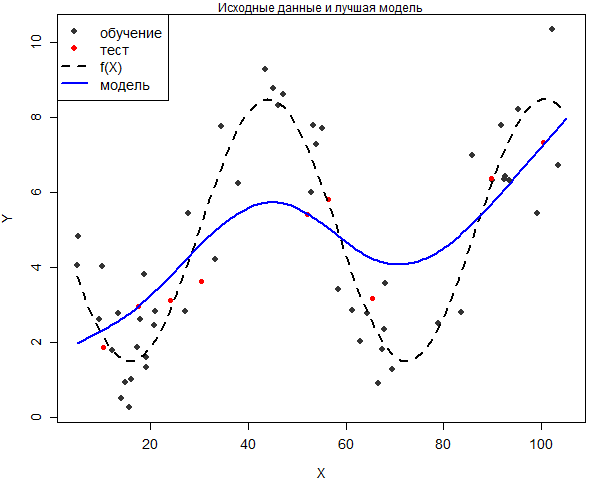 Исходные данные и лучшая модель
обучение
тест
f(X)
модель
10
8
6
4
2
0
Y
20 40 60 80 100
X